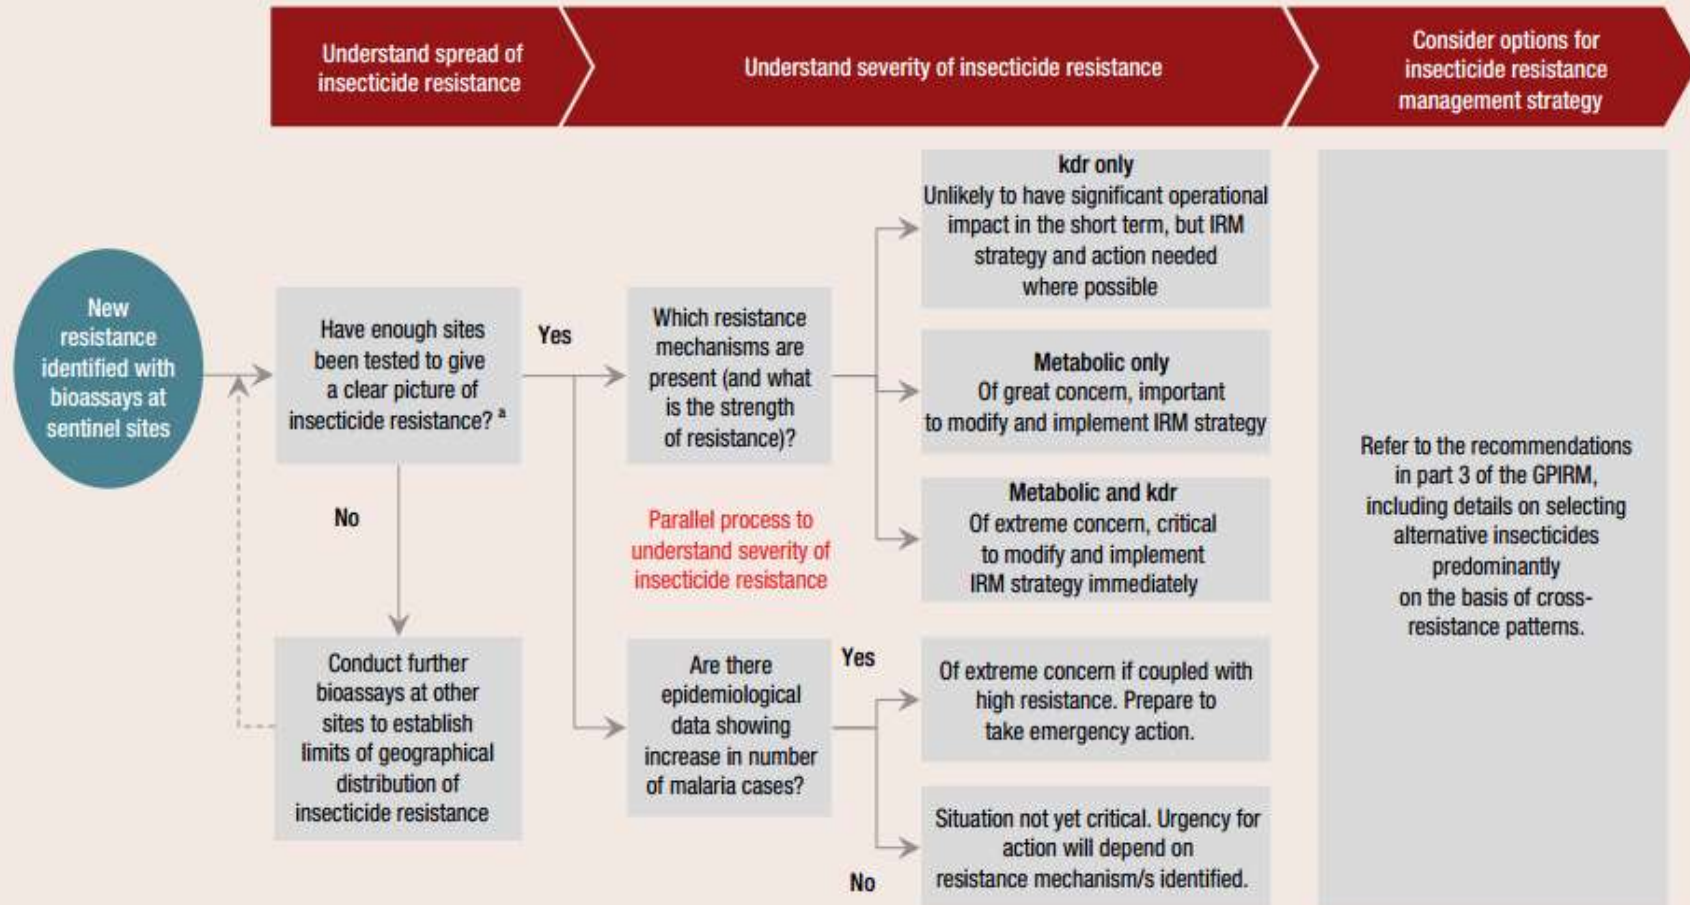 Understand spread of
insecticide resistance
Understand severity of insecticide resistance
Consider options for
insecticide resistance
management strategy
New
resistance
identified with
bioassays at
sentinel sites
Have enough sites
been tested to give
a clear picture of
insecticide resistance? a
Yes
No
Conduct further
bioassays at other
sites to establish
limits of geographical
distribution of
insecticide resistance
Which resistance
mechanisms are
present (and what
is the strength
of resistance)?
Parallel process to
understand severity of
insecticide resistance
Are there
epidemiological
data showing
increase in number
of malaria cases?
Yes
No
kdr only
Unlikely to have significant operational
impact in the short term, but IRM
strategy and action needed
where possible
Metabolic only
Of great concern, important
to modify and implement IRM strategy
Metabolic and kdr
Of extreme concern, critical
to modify and implement
IRM strategy immediately
Of extreme concern if coupled with
high resistance. Prepare to
take emergency action.
Situation not yet critical. Urgency for
action will depend on
resistance mechanism/s identified.
Refer to the recommendations
in part 3 of the GPIRM,
including details on selecting
alternative insecticides
predominantly
on the basis of cross-
resistance patterns.